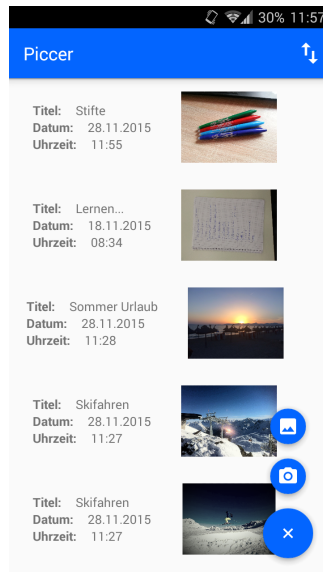 30% 11:57
Piccer
Titel: Stifte
Datum: 28.11.2015
Uhrzeit: 11:55
Titel: Lernen...
Datum: 18.11.2015
Uhrzeit: 08:34
Titel: Sommer Urlaub
Datum: 28.11.2015
Uhrzeit: 11:28
Titel: Skifahren
Datum: 28.11.2015
Uhrzeit: 11:27
Titel: Skifahren
Datum: 28.11.2015
Uhrzeit: 11:27